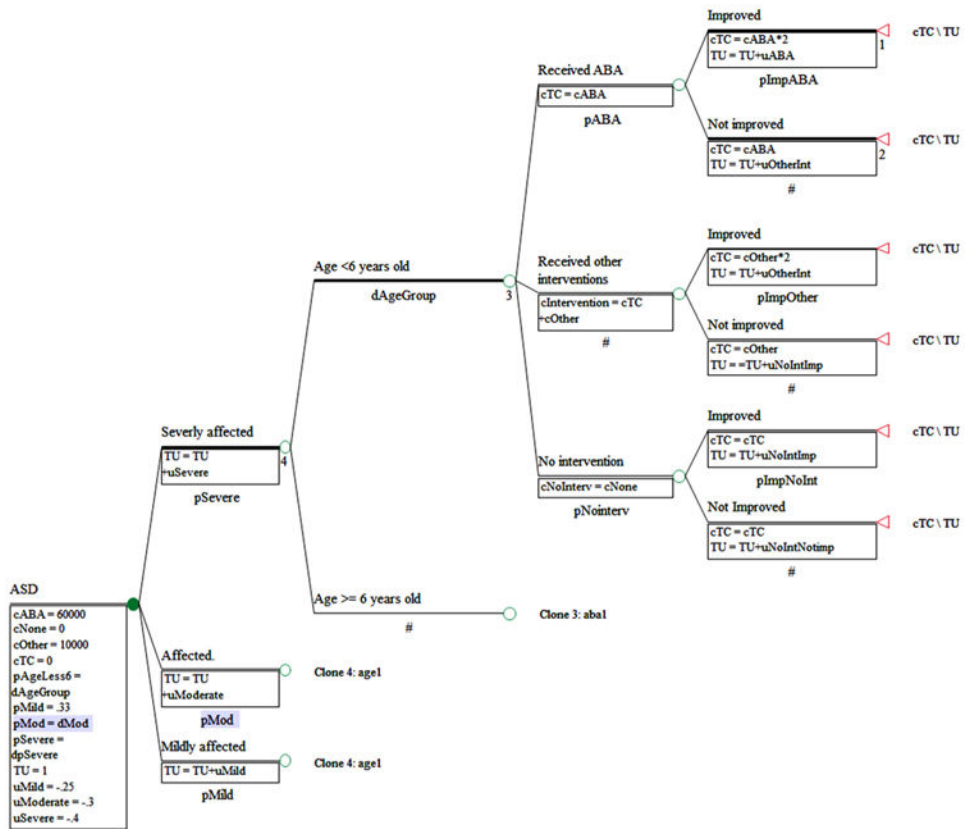 Improved
cTC = cABA*2
TU = TU+uABA
pImpABA
1
cTC \ TU
Received ABA
cTC = cABA
pABA
Not improved
cTC = cABA
TU = TU+uOtherInt
#
2
cTC \ TU
Age <6 years old
dAgeGroup
3
Received other
interventions
cIntervention = cTC
+cOther
#
Improved
cTC = cOther*2
TU = TU+uOtherInt
pImpOther
cTC \ TU
Not improved
cTC = cOther
TU = =TU+uNoIntImp
#
cTC \ TU
No intervention
cNoInterv = cNone
pNointerv
Improved
cTC = cTC
TU = TU+uNoIntImp
pImpNoInt
cTC \ TU
Not Improved
cTC = cTC
TU = TU+uNoIntNotimp
#
cTC \ TU
Severly affected
TU = TU
+uSevere
pSevere
4
Age >= 6 years old
#
Clone 3: aba1
ASD
cABA = 60000
cNone = 0
cOther = 10000
cTC = 0
pAgeLess6 =
dAgeGroup
pMild = .33
pMod = dMod
pSevere =
dpSevere
TU = 1
uMild = -.25
uModerate = -.3
uSevere = -.4
Affected.
TU = TU
+uModerate
pMod
Clone 4: age1
Mildly affected
TU = TU+uMild
pMild
Clone 4: age1